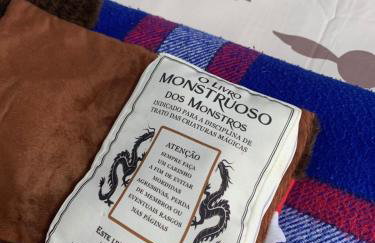 O LIVRO
MONSTRUOSO
DOS MONSTROS
INDICADO PARA A DISCIPLINA DE
TRATO DAS CRIATURAS MÁGICAS
ATENÇÃO
SEMPRE FAÇA
UM CARINHO
A FIM DE EVITAR
MORDIDAS
AGRESSIVAS, PERDA
DE MEMBROS OU
EVENTUAIS RASGOS
NAS PÁGINAS
ESTE